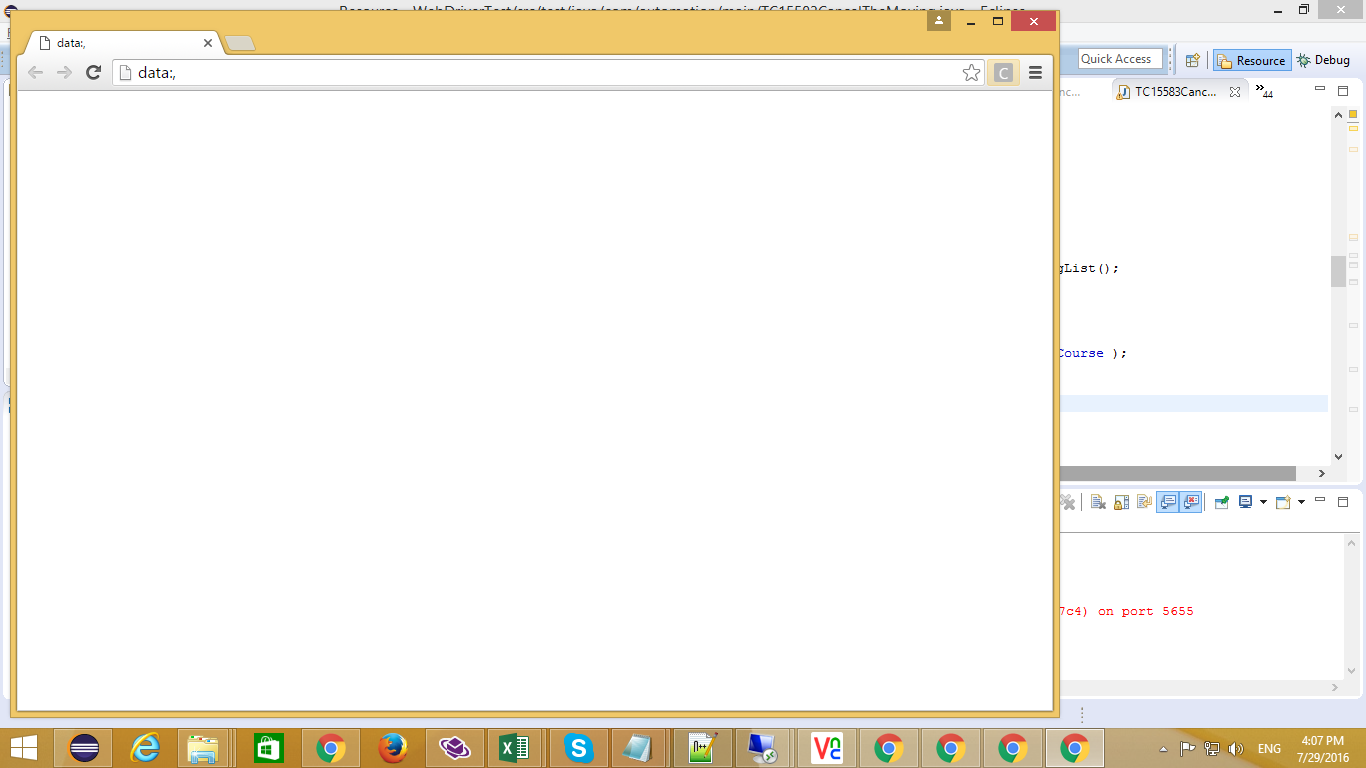 data:,
data:,
Quick Access
Resource
Debug
nc...
TC15583Canc...
44
gList();
Course );
7c4) on port 5655
ENG
4:07 PM
7/29/2016